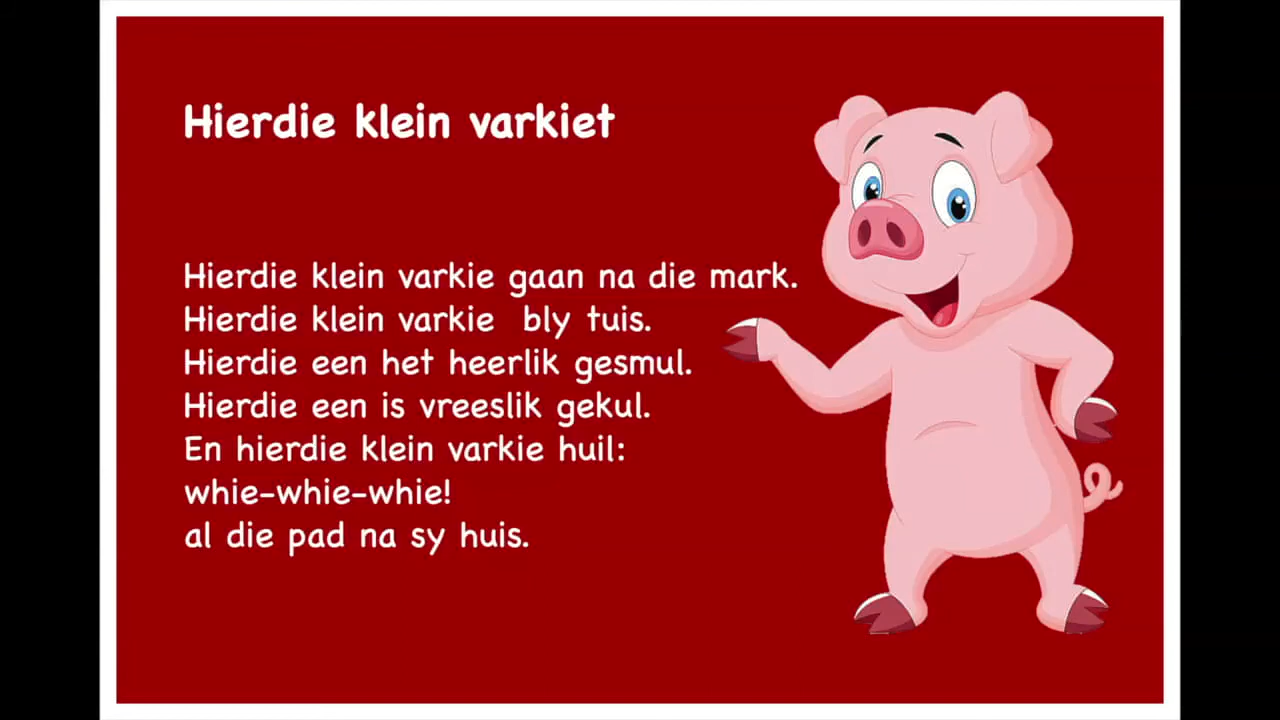 Hierdie klein varkiet
Hierdie klein varkie gaan na die mark.
Hierdie klein varkie bly tuis.
Hierdie een het heerlik gesmul.
Hierdie een is vreeslik gekul.
En hierdie klein varkie huil:
whie-whie-whie!
al die pad na sy huis.